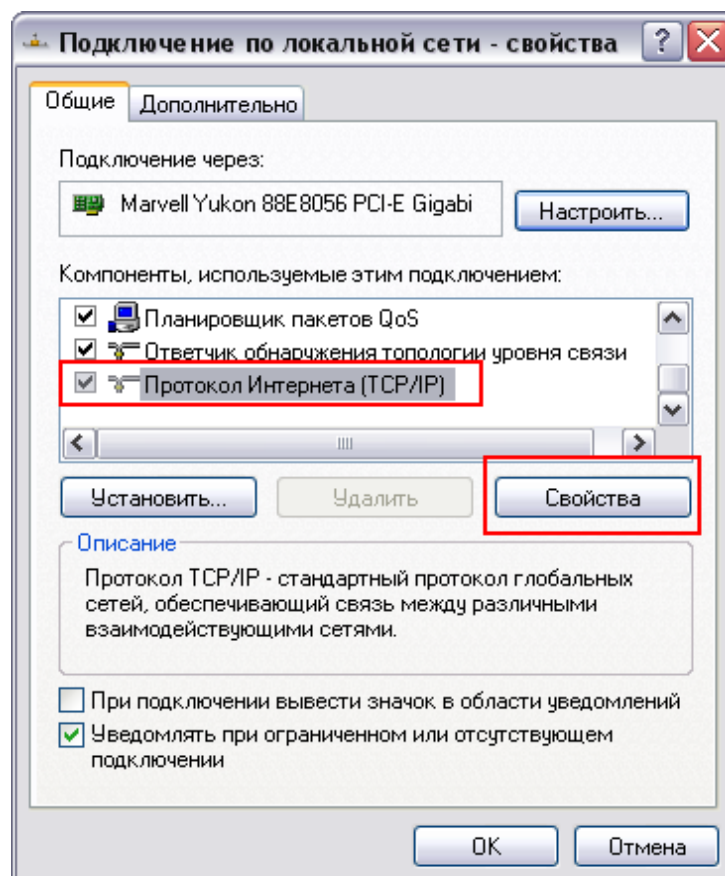 Подключение по локальной сети - свойства
Общие
Дополнительно
Подключение через:
Marvell Yukon 88E8056 PCI-E Gigabi
Настроить...
Компоненты, используемые этим подключением:
Планировщик пакетов QoS
Ответчик обнаружения топологии уровня связи
Протокол Интернета (TCP/IP)
Установить...
Удалить
Свойства
Описание
Протокол TCP/IP - стандартный протокол глобальных
сетей, обеспечивающий связь между различными
взаимодействующими сетями.
При подключении вывести значок в области уведомлений
Уведомлять при ограниченном или отсутствующем
подключении
OK
Отмена